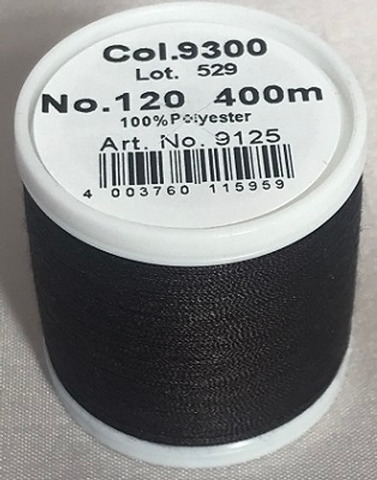 Col.9300
Lot. 529
No.120 400m
100%Polyester
Art. No. 9125
4 003760 115959